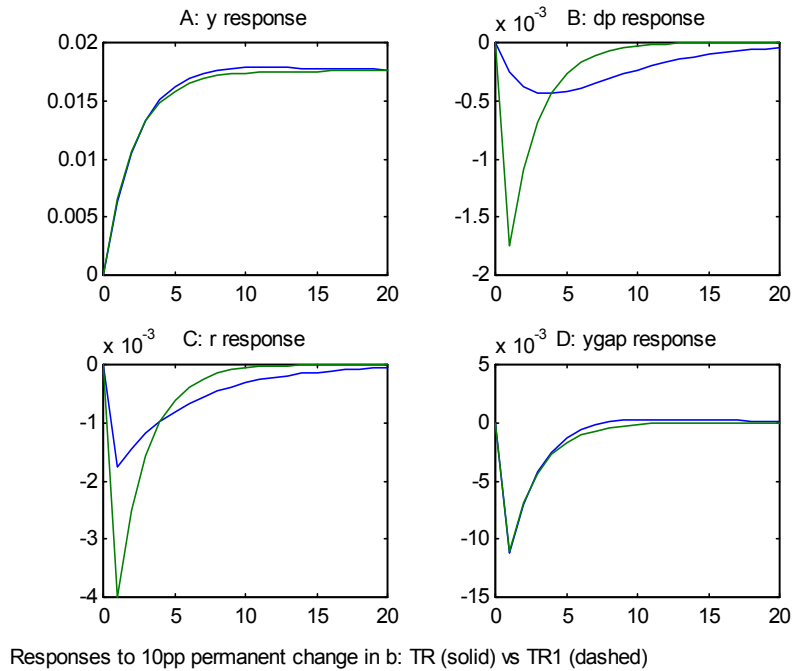 A: y response
0.02
0.015
0.01
0.005
0
0 5 10 15 20
x 10^-3 B: dp response
0
-0.5
-1
-1.5
-2
0 5 10 15 20
x 10^-3 C: r response
0
-1
-2
-3
-4
0 5 10 15 20
x 10^-3 D: ygap response
5
0
-5
-10
-15
0 5 10 15 20
Responses to 10pp permanent change in b: TR (solid) vs TR1 (dashed)